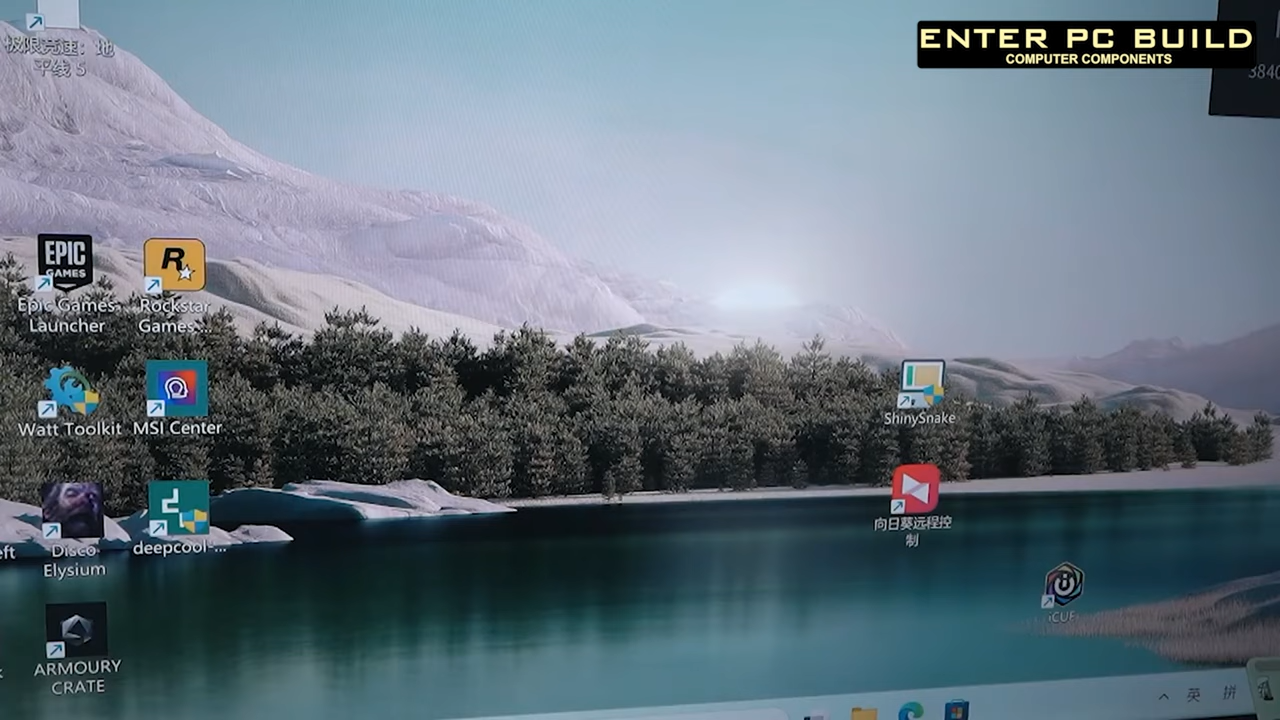 ENTER PC BUILD
COMPUTER COMPONENTS
3840
极限竞速：地
平线 5
EPIC
GAMES
Epic Games
Launcher
R
Rockstar
Games...
Watt Toolkit
MSI Center
ShinySnake
向日葵远程控
制
eft
Disco
Elysium
deepcool-...
iCUE
ARMOURY
CRATE
英
拼